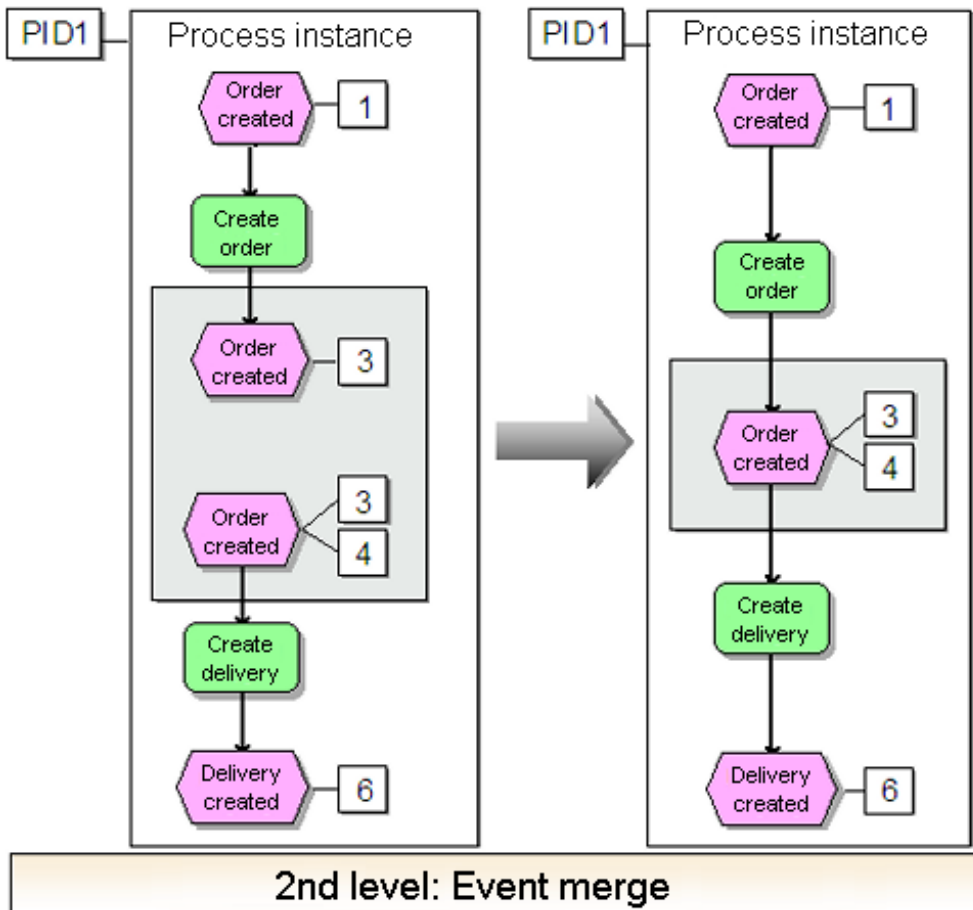 PID1
Process instance
Order
created
1
Create
order
Order
created
3
Order
created
3
4
Create
delivery
Delivery
created
6
PID1
Process instance
Order
created
1
Create
order
Order
created
3
4
Create
delivery
Delivery
created
6
2nd level: Event merge